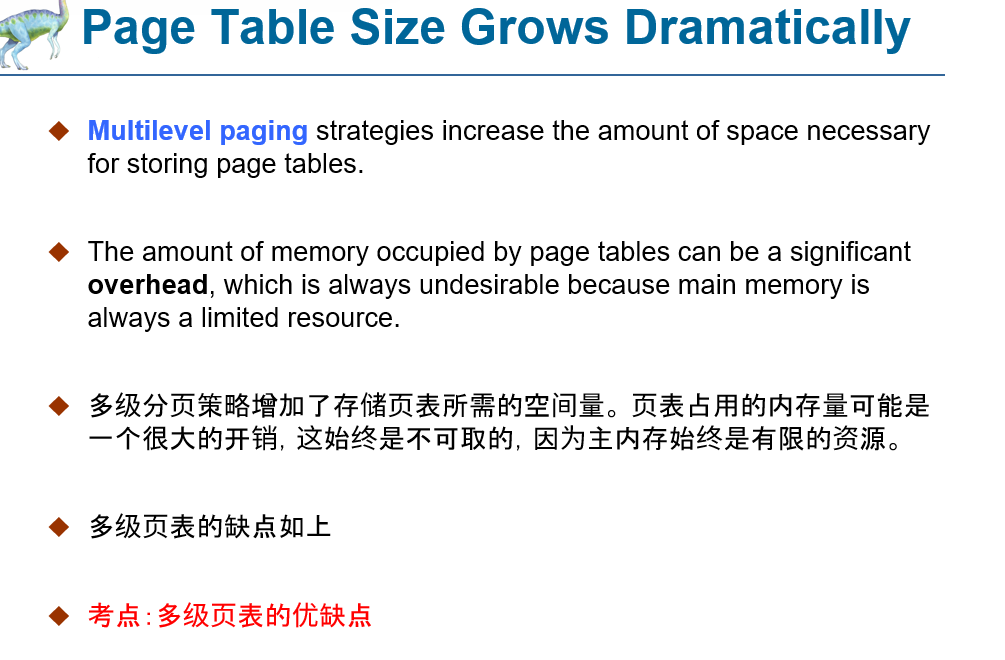 Page Table Size Grows Dramatically
Multilevel paging strategies increase the amount of space necessary
for storing page tables.
The amount of memory occupied by page tables can be a significant
overhead, which is always undesirable because main memory is
always a limited resource.
多级分页策略增加了存储页表所需的空间量。页表占用的内存量可能是
一个很大的开销, 这始终是不可取的, 因为主内存始终是有限的资源。
多级页表的缺点如上
考点:多级页表的优缺点